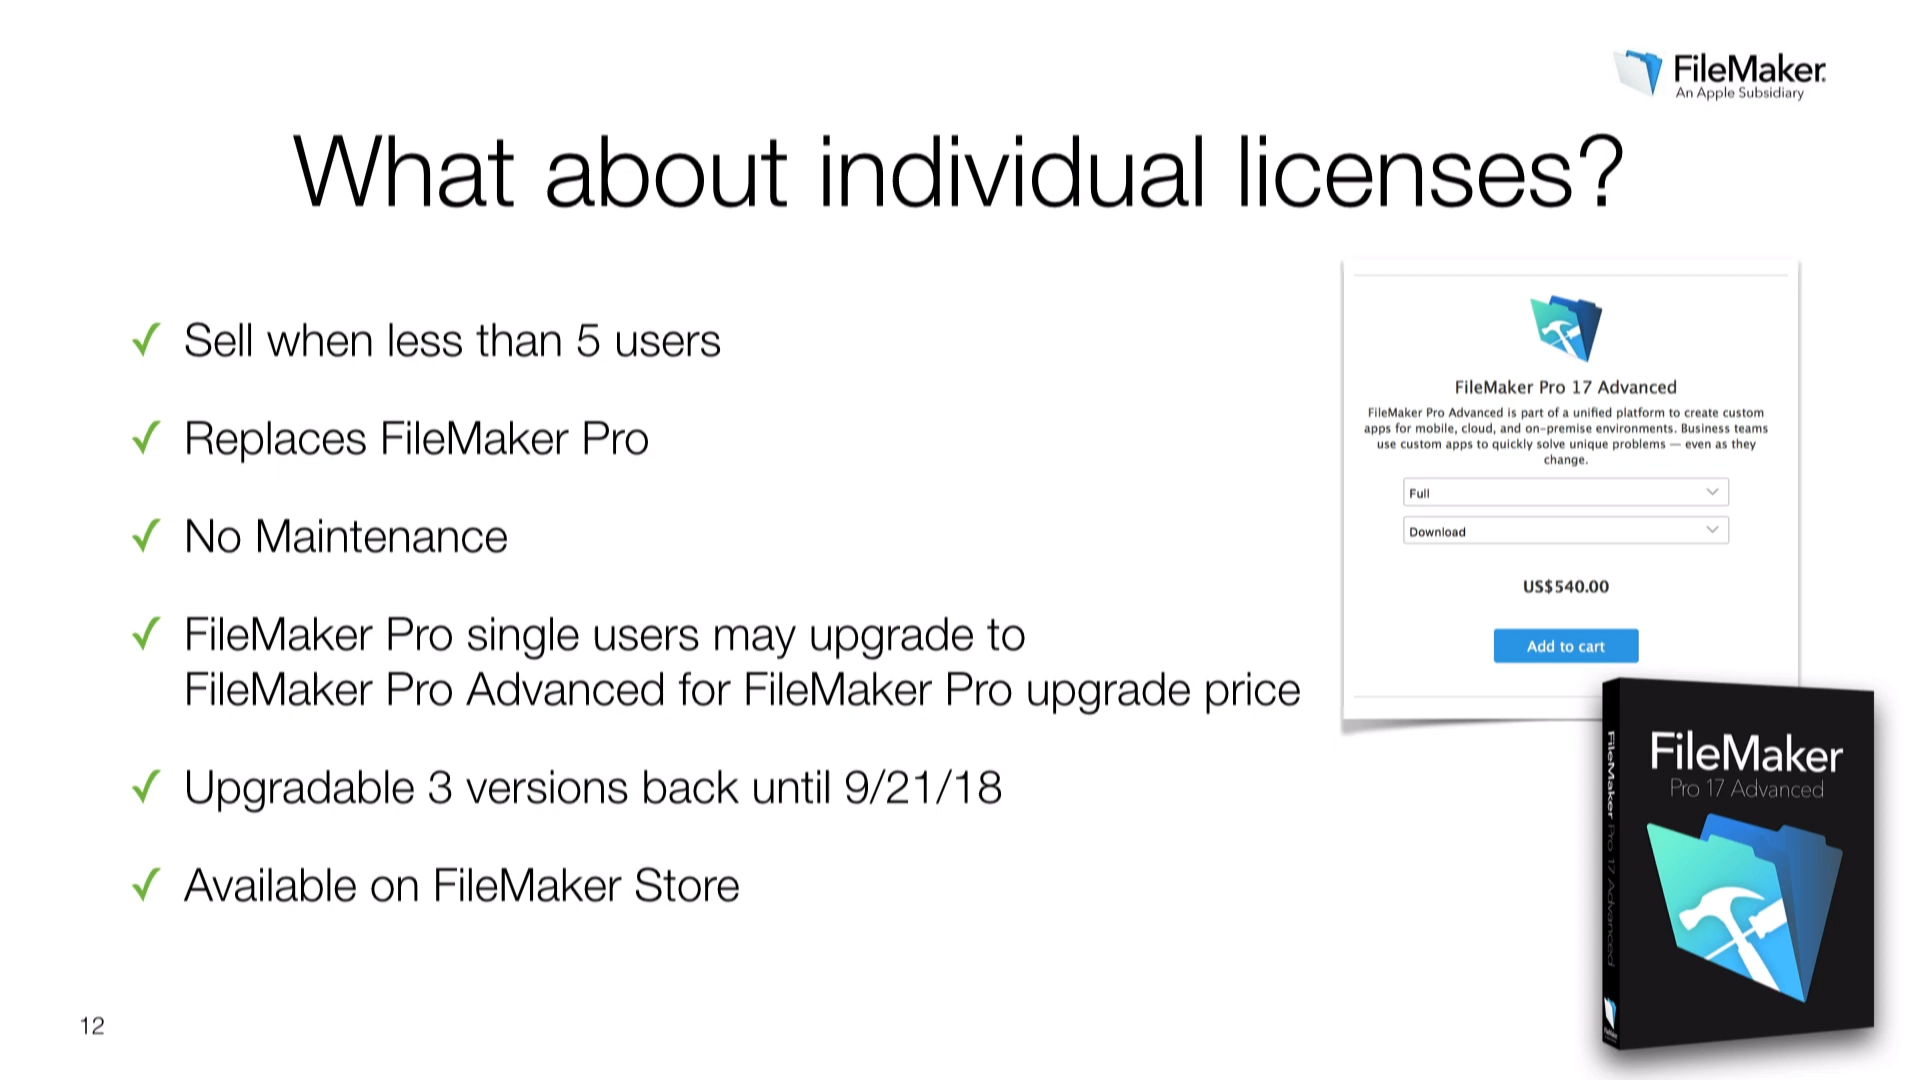 FileMaker.
An Apple Subsidiary
What about individual licenses?
✓ Sell when less than 5 users
✓ Replaces FileMaker Pro
✓ No Maintenance
✓ FileMaker Pro single users may upgrade to
FileMaker Pro Advanced for FileMaker Pro upgrade price
✓ Upgradable 3 versions back until 9/21/18
✓ Available on FileMaker Store
FileMaker Pro 17 Advanced
FileMaker Pro Advanced is part of a unified platform to create custom
apps for mobile, cloud, and on-premise environments. Business teams
use custom apps to quickly solve unique problems — even as they
change.
Full
Download
US$540.00
Add to cart
FileMaker
Pro 17 Advanced
FileMaker Pro 17 Advanced
12